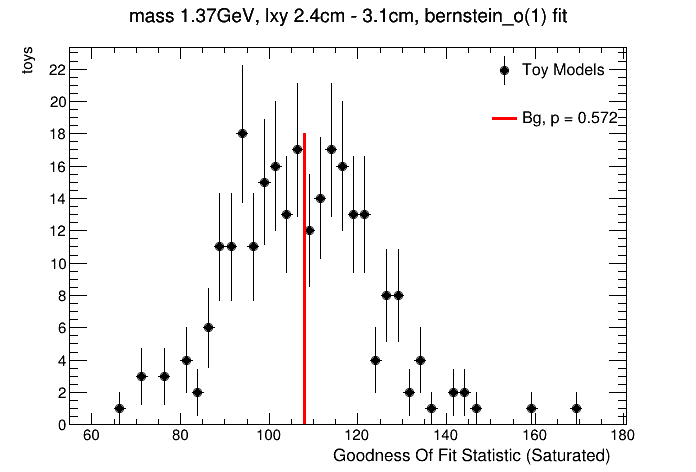 mass 1.37GeV, lxy 2.4cm - 3.1cm, bernstein_o(1) fit
toys
Toy Models
Bg, p = 0.572
22
20
18
16
14
12
10
8
6
4
2
0
60 80 100 120 140 160 180
Goodness Of Fit Statistic (Saturated)